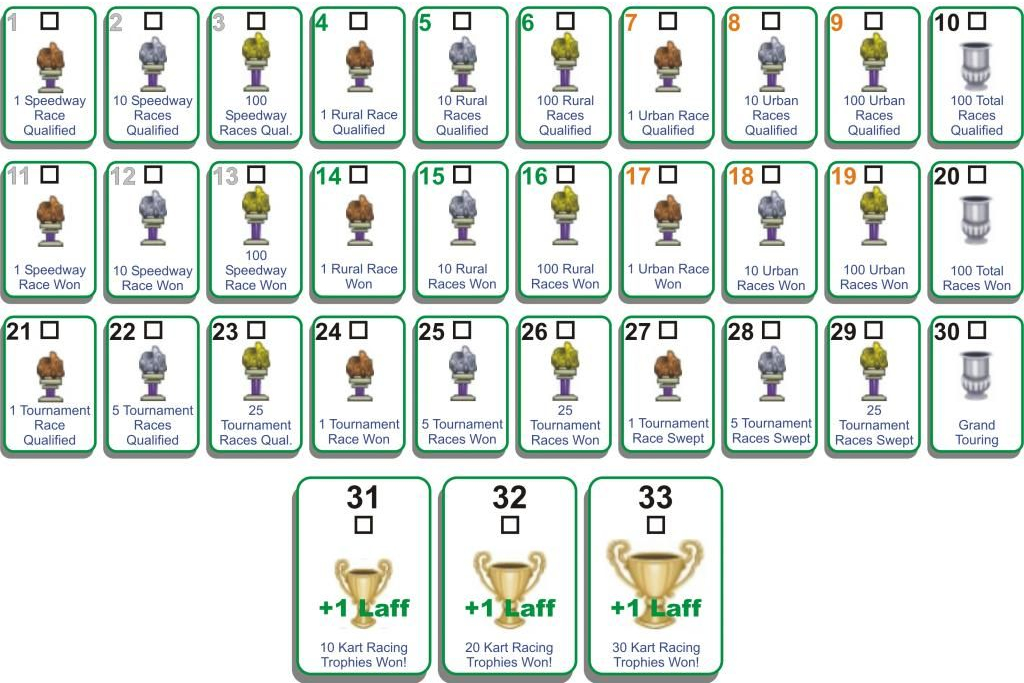 1
1 Speedway
Race
Qualified
2
10 Speedway
Races
Qualified
3
100
Speedway
Races Qual.
4
1 Rural Race
Qualified
5
10 Rural
Races
Qualified
6
100 Rural
Races
Qualified
7
1 Urban Race
Qualified
8
10 Urban
Races
Qualified
9
100 Urban
Races
Qualified
10
100 Total
Races
Qualified
11
1 Speedway
Race Won
12
10 Speedway
Races Won
13
100
Speedway
Race Won
14
1 Rural Race
Won
15
10 Rural
Races Won
16
100 Rural
Races Won
17
1 Urban Race
Won
18
10 Urban
Races Won
19
100 Urban
Races Won
20
100 Total
Races Won
21
1 Tournament
Race
Qualified
22
5 Tournament
Races
Qualified
23
25
Tournament
Races Qual.
24
1 Tournament
Race Won
25
5 Tournament
Races Won
26
25
Tournament
Races Won
27
1 Tournament
Race Swept
28
5 Tournament
Races Swept
29
25
Tournament
Races Swept
30
Grand
Touring
31
+1 Laff
10 Kart Racing
Trophies Won!
32
+1 Laff
20 Kart Racing
Trophies Won!
33
+1 Laff
30 Kart Racing
Trophies Won!